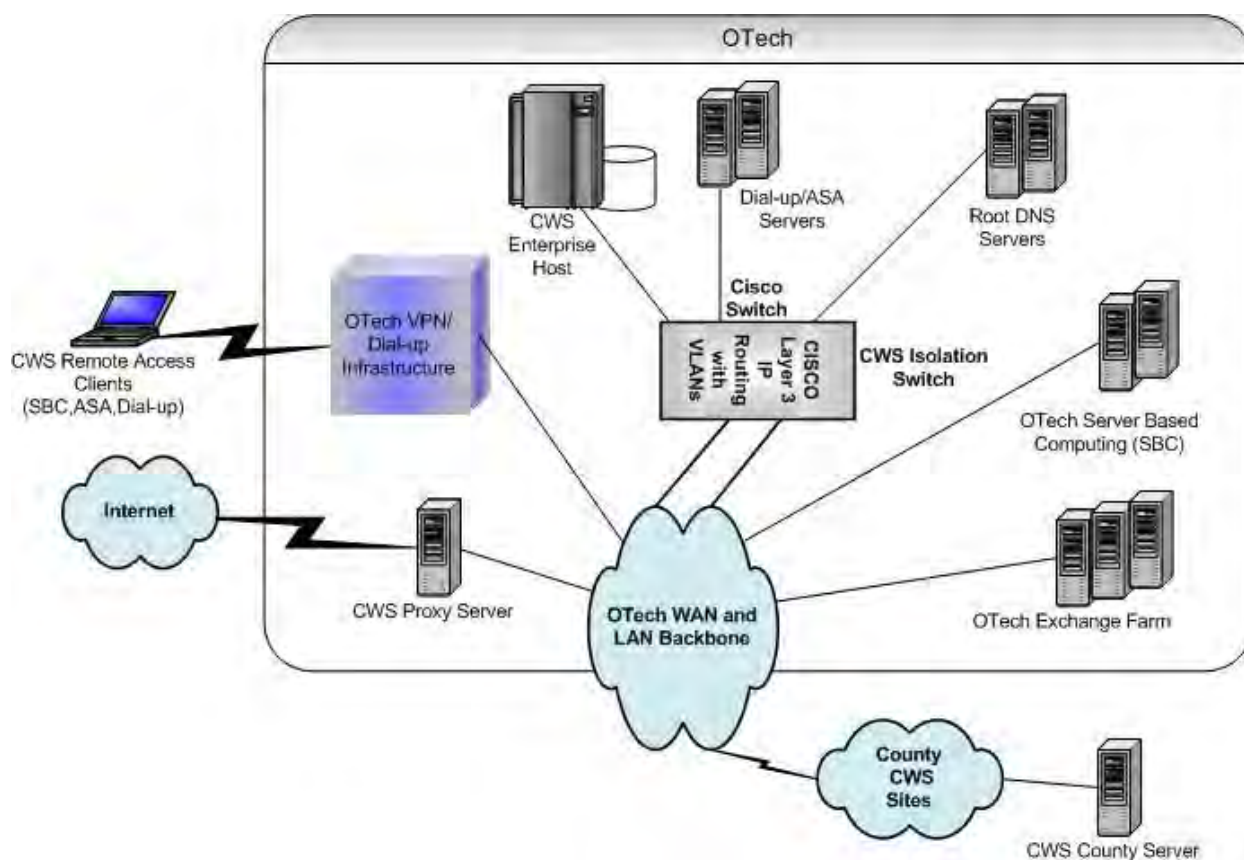 OTech
CWS
Enterprise
Host
Dial-up/ASA
Servers
Root DNS
Servers
Cisco
Switch
CISCO
Layer 3
IP
Routing
with
VLANs
CWS Isolation
Switch
OTech VPN/
Dial-up
Infrastructure
CWS Remote Access
Clients
(SBC,ASA,Dial-up)
OTech Server Based
Computing (SBC)
Internet
CWS Proxy Server
OTech WAN and
LAN Backbone
OTech Exchange Farm
County
CWS
Sites
CWS County Server